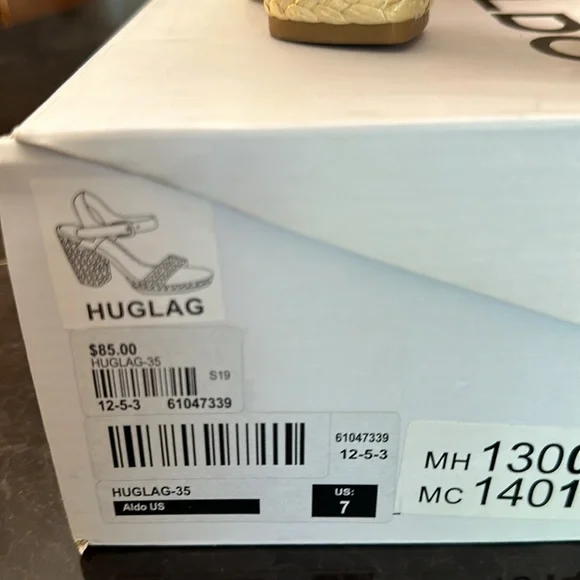 HUGLAG
$85.00
HUGLAG-35
S19
12-5-3 61047339
61047339
12-5-3
HUGLAG-35
Aldo US
US:
7
MH 1300
MC 1401